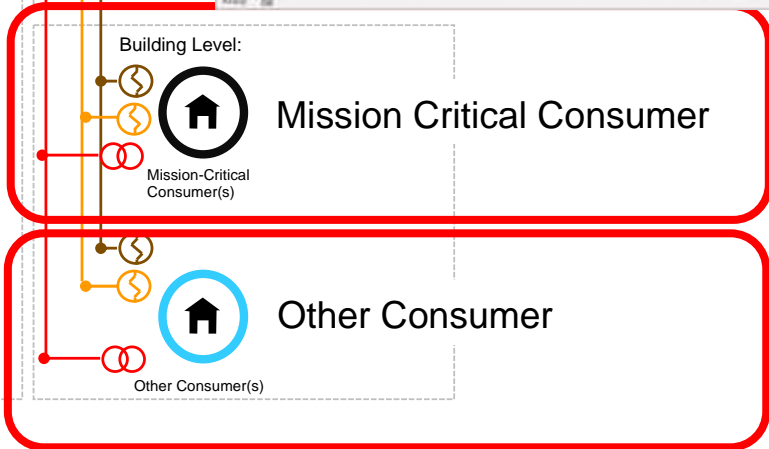 Building Level:
Mission Critical Consumer
Mission-Critical
Consumer(s)
Other Consumer
Other Consumer(s)